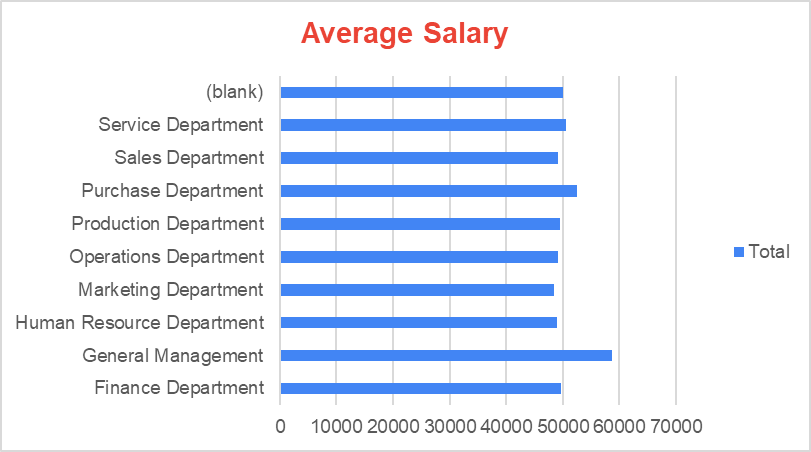 Average Salary
(blank)
Service Department
Sales Department
Purchase Department
Production Department
Operations Department
Marketing Department
Human Resource Department
General Management
Finance Department
Total
0 10000 20000 30000 40000 50000 60000 70000